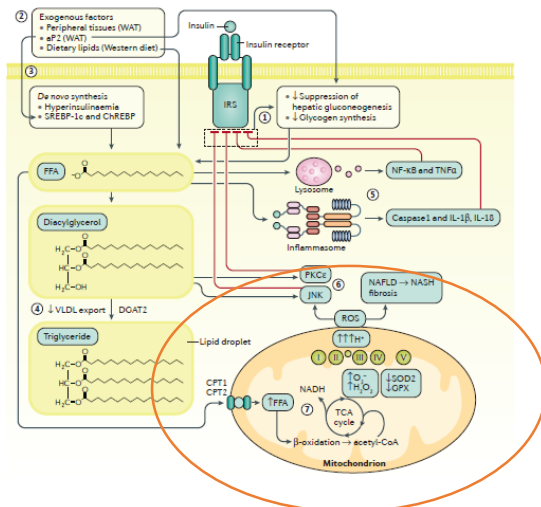 ② Exogenous factors
• Peripheral tissues (WAT)
• aP2 (WAT)
• Dietary lipids (Western diet)
Insulin
Insulin receptor
③
De novo synthesis
• Hyperinsulinaemia
• SREBP-1c and ChREBP
IRS
①
• ↓ Suppression of
hepatic gluconeogenesis
• ↓ Glycogen synthesis
FFA
-O
O
Lysosome
NF-κB and TNFα
⑤
Inflammasome
Caspase1 and IL-1β, IL-18
Diacylglycerol
O
H₂C–O
O
HC–O
H₂C–OH
PKCε
JNK
⑥
NAFLD → NASH
fibrosis
ROS
④ ↓ VLDL export
DGAT2
Triglyceride
O
H₂C–O
O
HC–O
O
H₂C–O
Lipid droplet
↑↑↑H⁺
I II III IV V
CPT1
CPT2
↑FFA
NADH
↑O₂⁻
↑H₂O₂
↓SOD2
↓GPX
⑦
TCA
cycle
β-oxidation → acetyl-CoA
Mitochondrion